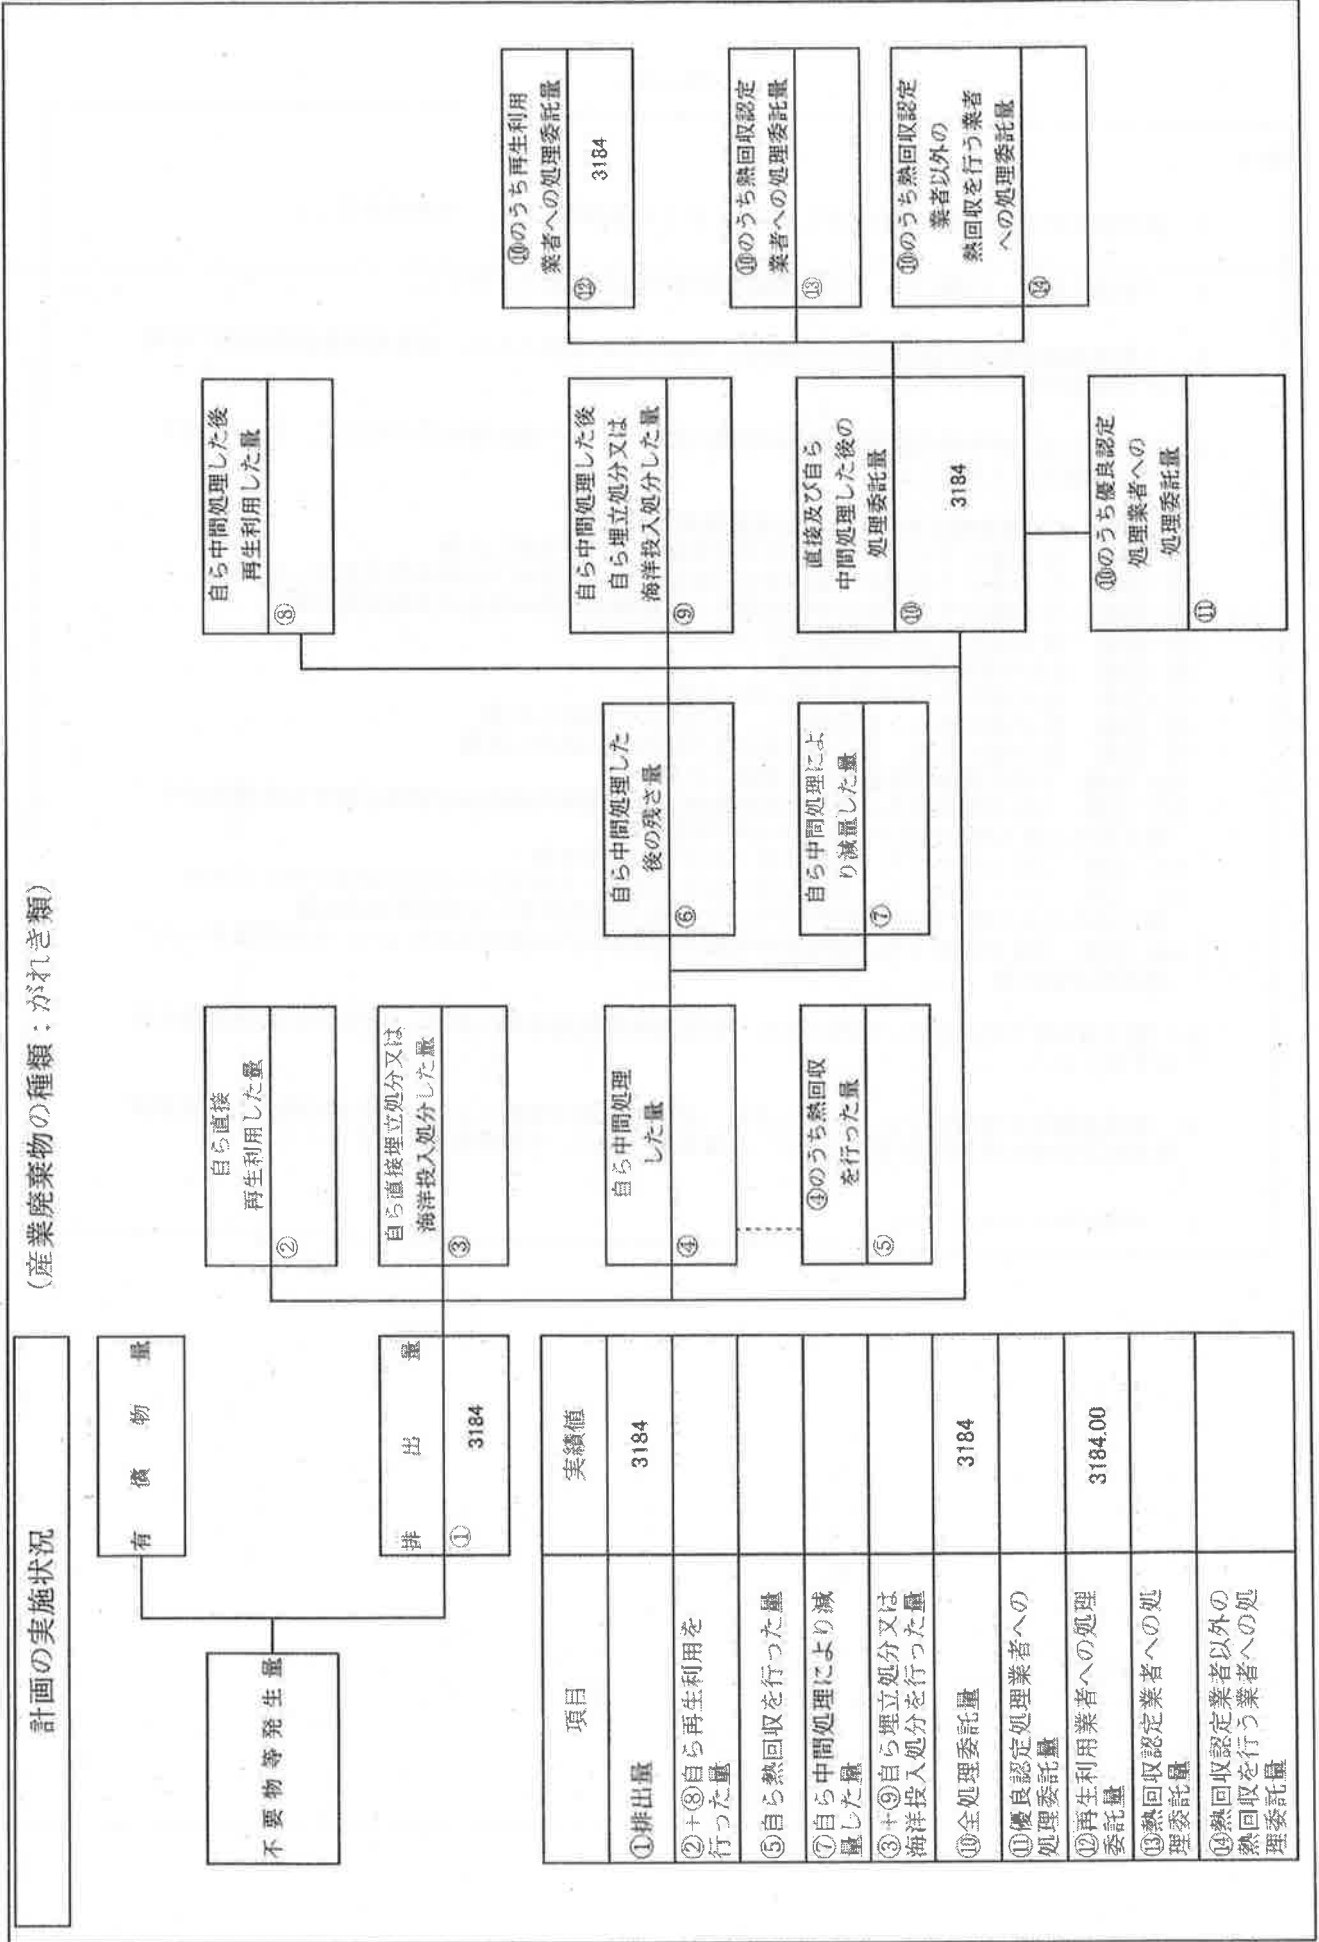 計画の実施状況
(産業廃棄物の種類:がれき類)
不要物等発生量
有償物量
排出量
①
3184
自ら直接
再生利用した量
②
自ら直接埋立処分又は
海洋投入処分した量
③
自ら中間処理
した量
④
④のうち熱回収
を行った量
⑤
自ら中間処理した
後の残さ量
⑥
自ら中間処理によ
り減量した量
⑦
自ら中間処理した後
再生利用した量
⑧
自ら中間処理した後
自ら埋立処分又は
海洋投入処分した量
⑨
直接及び自ら
中間処理した後の
処理委託量
⑩
3184
⑩のうち優良認定
処理業者への
処理委託量
⑪
⑩のうち再生利用
業者への処理委託量
⑫
3184
⑩のうち熱回収認定
業者への処理委託量
⑬
⑩のうち熱回収認定
業者以外の
熱回収を行う業者
への処理委託量
⑭
項目
実績値
①排出量
3184
②+⑧自ら再生利用を
行った量
⑤自ら熱回収を行った量
⑦自ら中間処理により減
量した量
③+⑨自ら埋立処分又は
海洋投入処分を行った量
⑩全処理委託量
3184
⑪優良認定処理業者への
処理委託量
⑫再生利用業者への処理
委託量
3184.00
⑬熱回収認定業者への処
理委託量
⑭熱回収認定業者以外の
熱回収を行う業者への処
理委託量